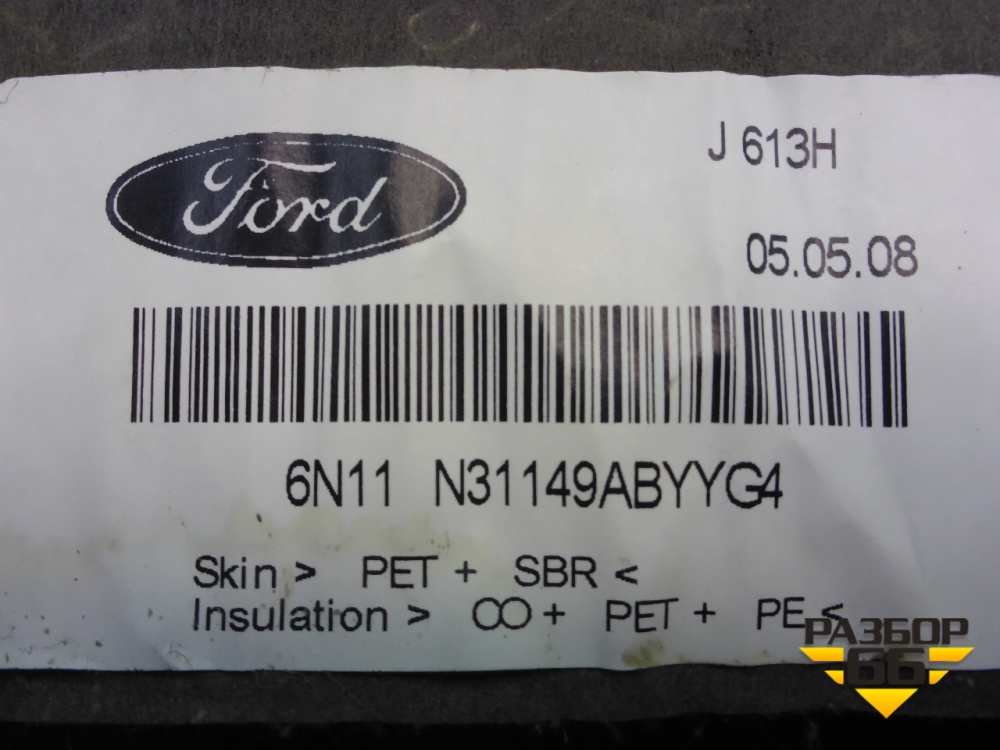 Ford
J 613H
05.05.08
6N11 N31149ABYYG4
Skin > PET + SBR <
Insulation > CO + PET + PE <
РАЗБОР
66